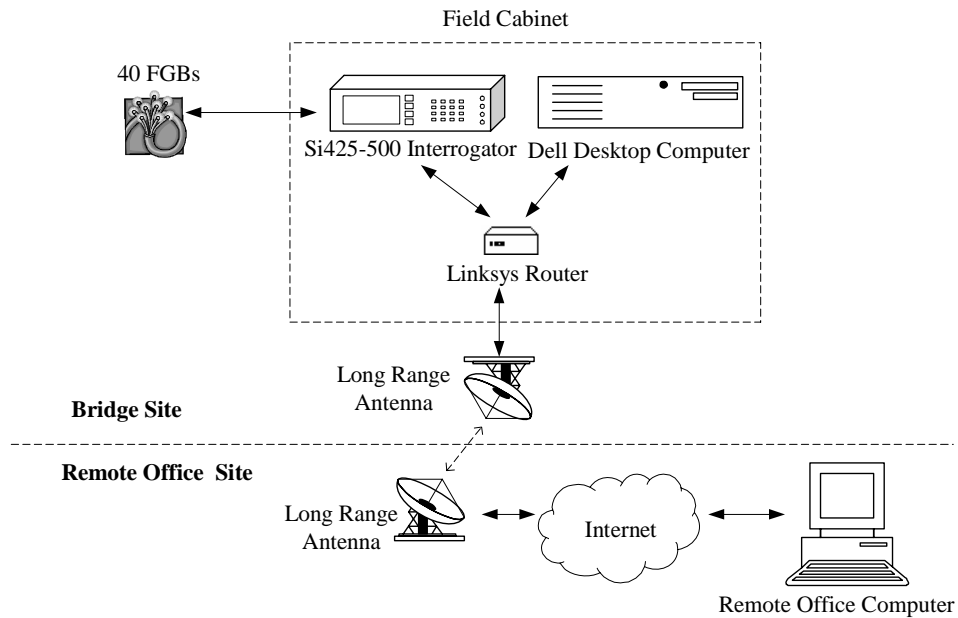 Field Cabinet
40 FGBs
Si425-500 Interrogator
Dell Desktop Computer
Linksys Router
Long Range
Antenna
Bridge Site
Remote Office Site
Long Range
Antenna
Internet
Remote Office Computer